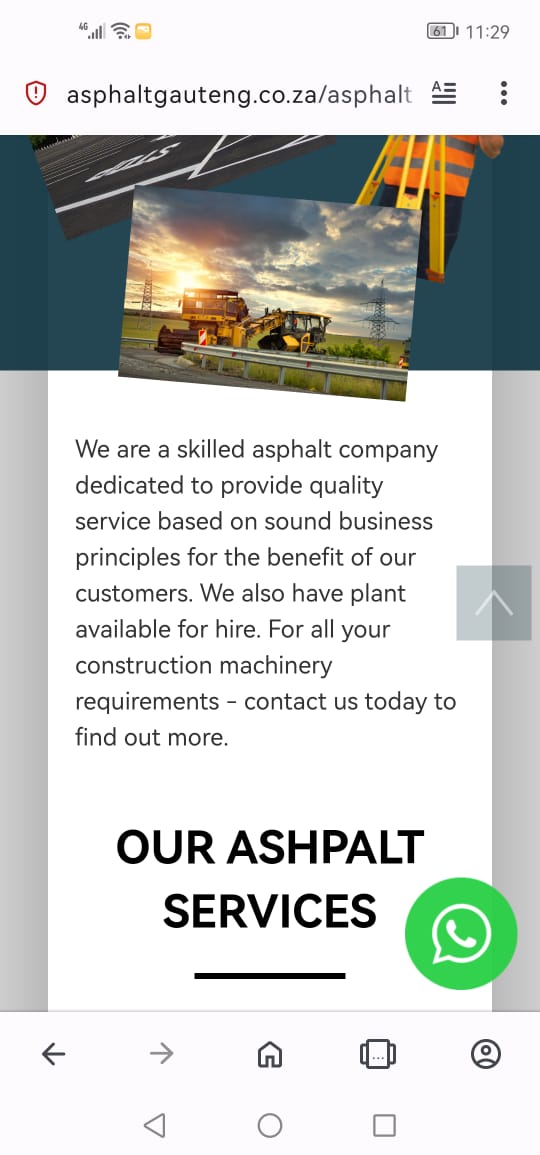 4G 61 11:29
asphaltgauteng.co.za/asphalt
We are a skilled asphalt company
dedicated to provide quality
service based on sound business
principles for the benefit of our
customers. We also have plant
available for hire. For all your
construction machinery
requirements – contact us today to
find out more.
OUR ASHPALT
SERVICES